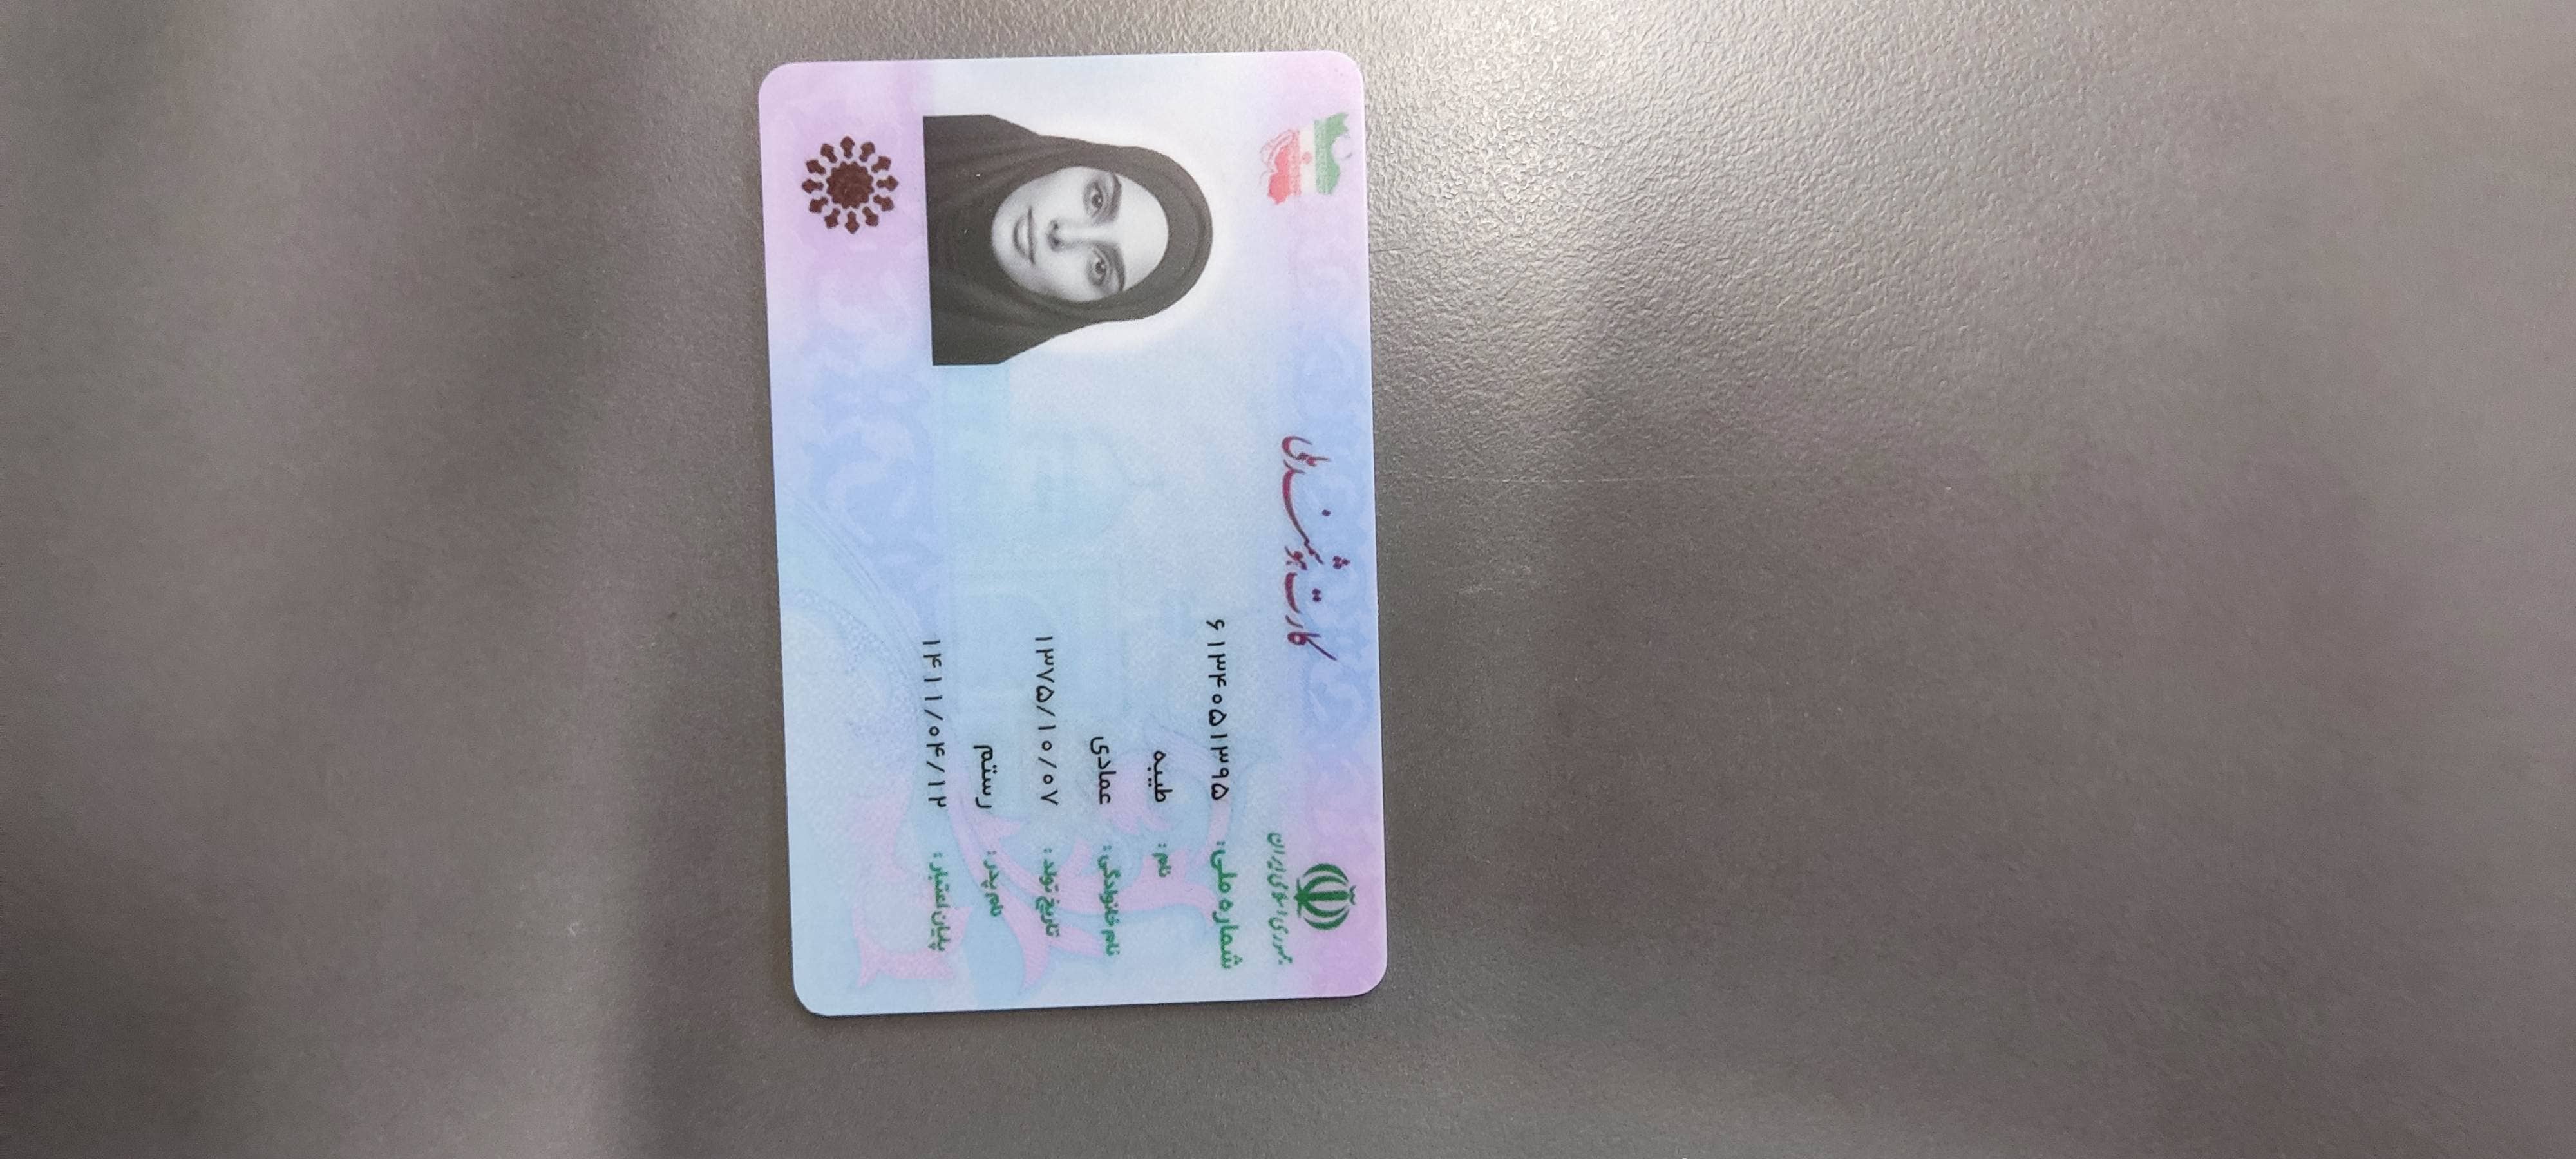 جمهوری اسلامی ایران
کارت هوشمند ملی
شماره ملی: ۶۱۳۴۰۵۱۳۹۵
نام: طیبه
نام خانوادگی: عمادی
تاریخ تولد: ۱۳۷۵/۱۰/۰۷
نام پدر: رستم
پایان اعتبار: ۱۴۱۱/۰۴/۱۲